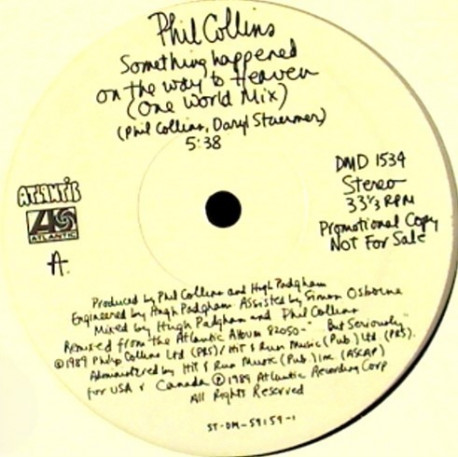 Phil Collins
Something happened
on the way to Heaven
(One World Mix)
(Phil Collins, Daryl Stuermer)
5:38
DMD 1534
Stereo
33 1/3 RPM
Promotional Copy
Not For Sale
ATLANTIC
ATLANTIC
A
Produced by Phil Collins and Hugh Padgham
Engineered by Hugh Padgham. Assisted by Simon Osborne
Mixed by Hugh Padgham and Phil Collins
Remixed from the Atlantic Album 82050-" But Seriously"
©1989 Philip Collins Ltd (PRS)/Hit & Run Music (Pub) Ltd (PRS).
Administered by Hit & Run Music (Pub) Inc (ASCAP)
for USA & Canada ℗1989 Atlantic Recording Corp
All Rights Reserved
ST-DM-59159-1